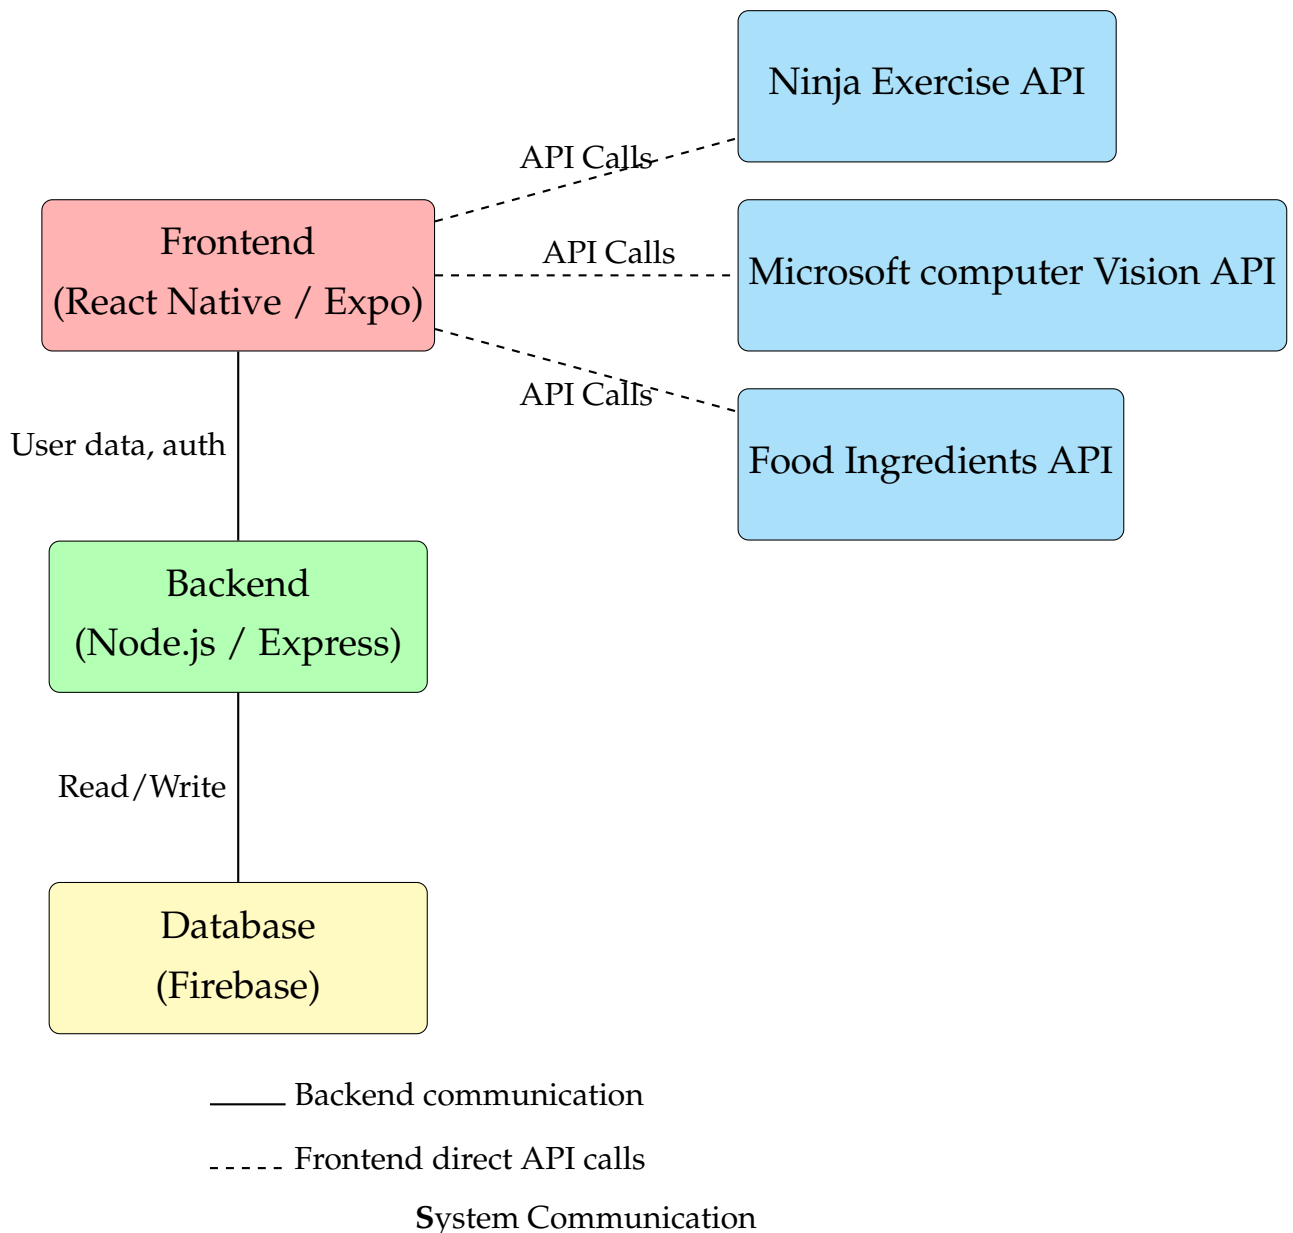 Ninja Exercise API
API Calls
Frontend
(React Native / Expo)
API Calls
Microsoft computer Vision API
API Calls
Food Ingredients API
User data, auth
Backend
(Node.js / Express)
Read/Write
Database
(Firebase)
Backend communication
Frontend direct API calls
System Communication